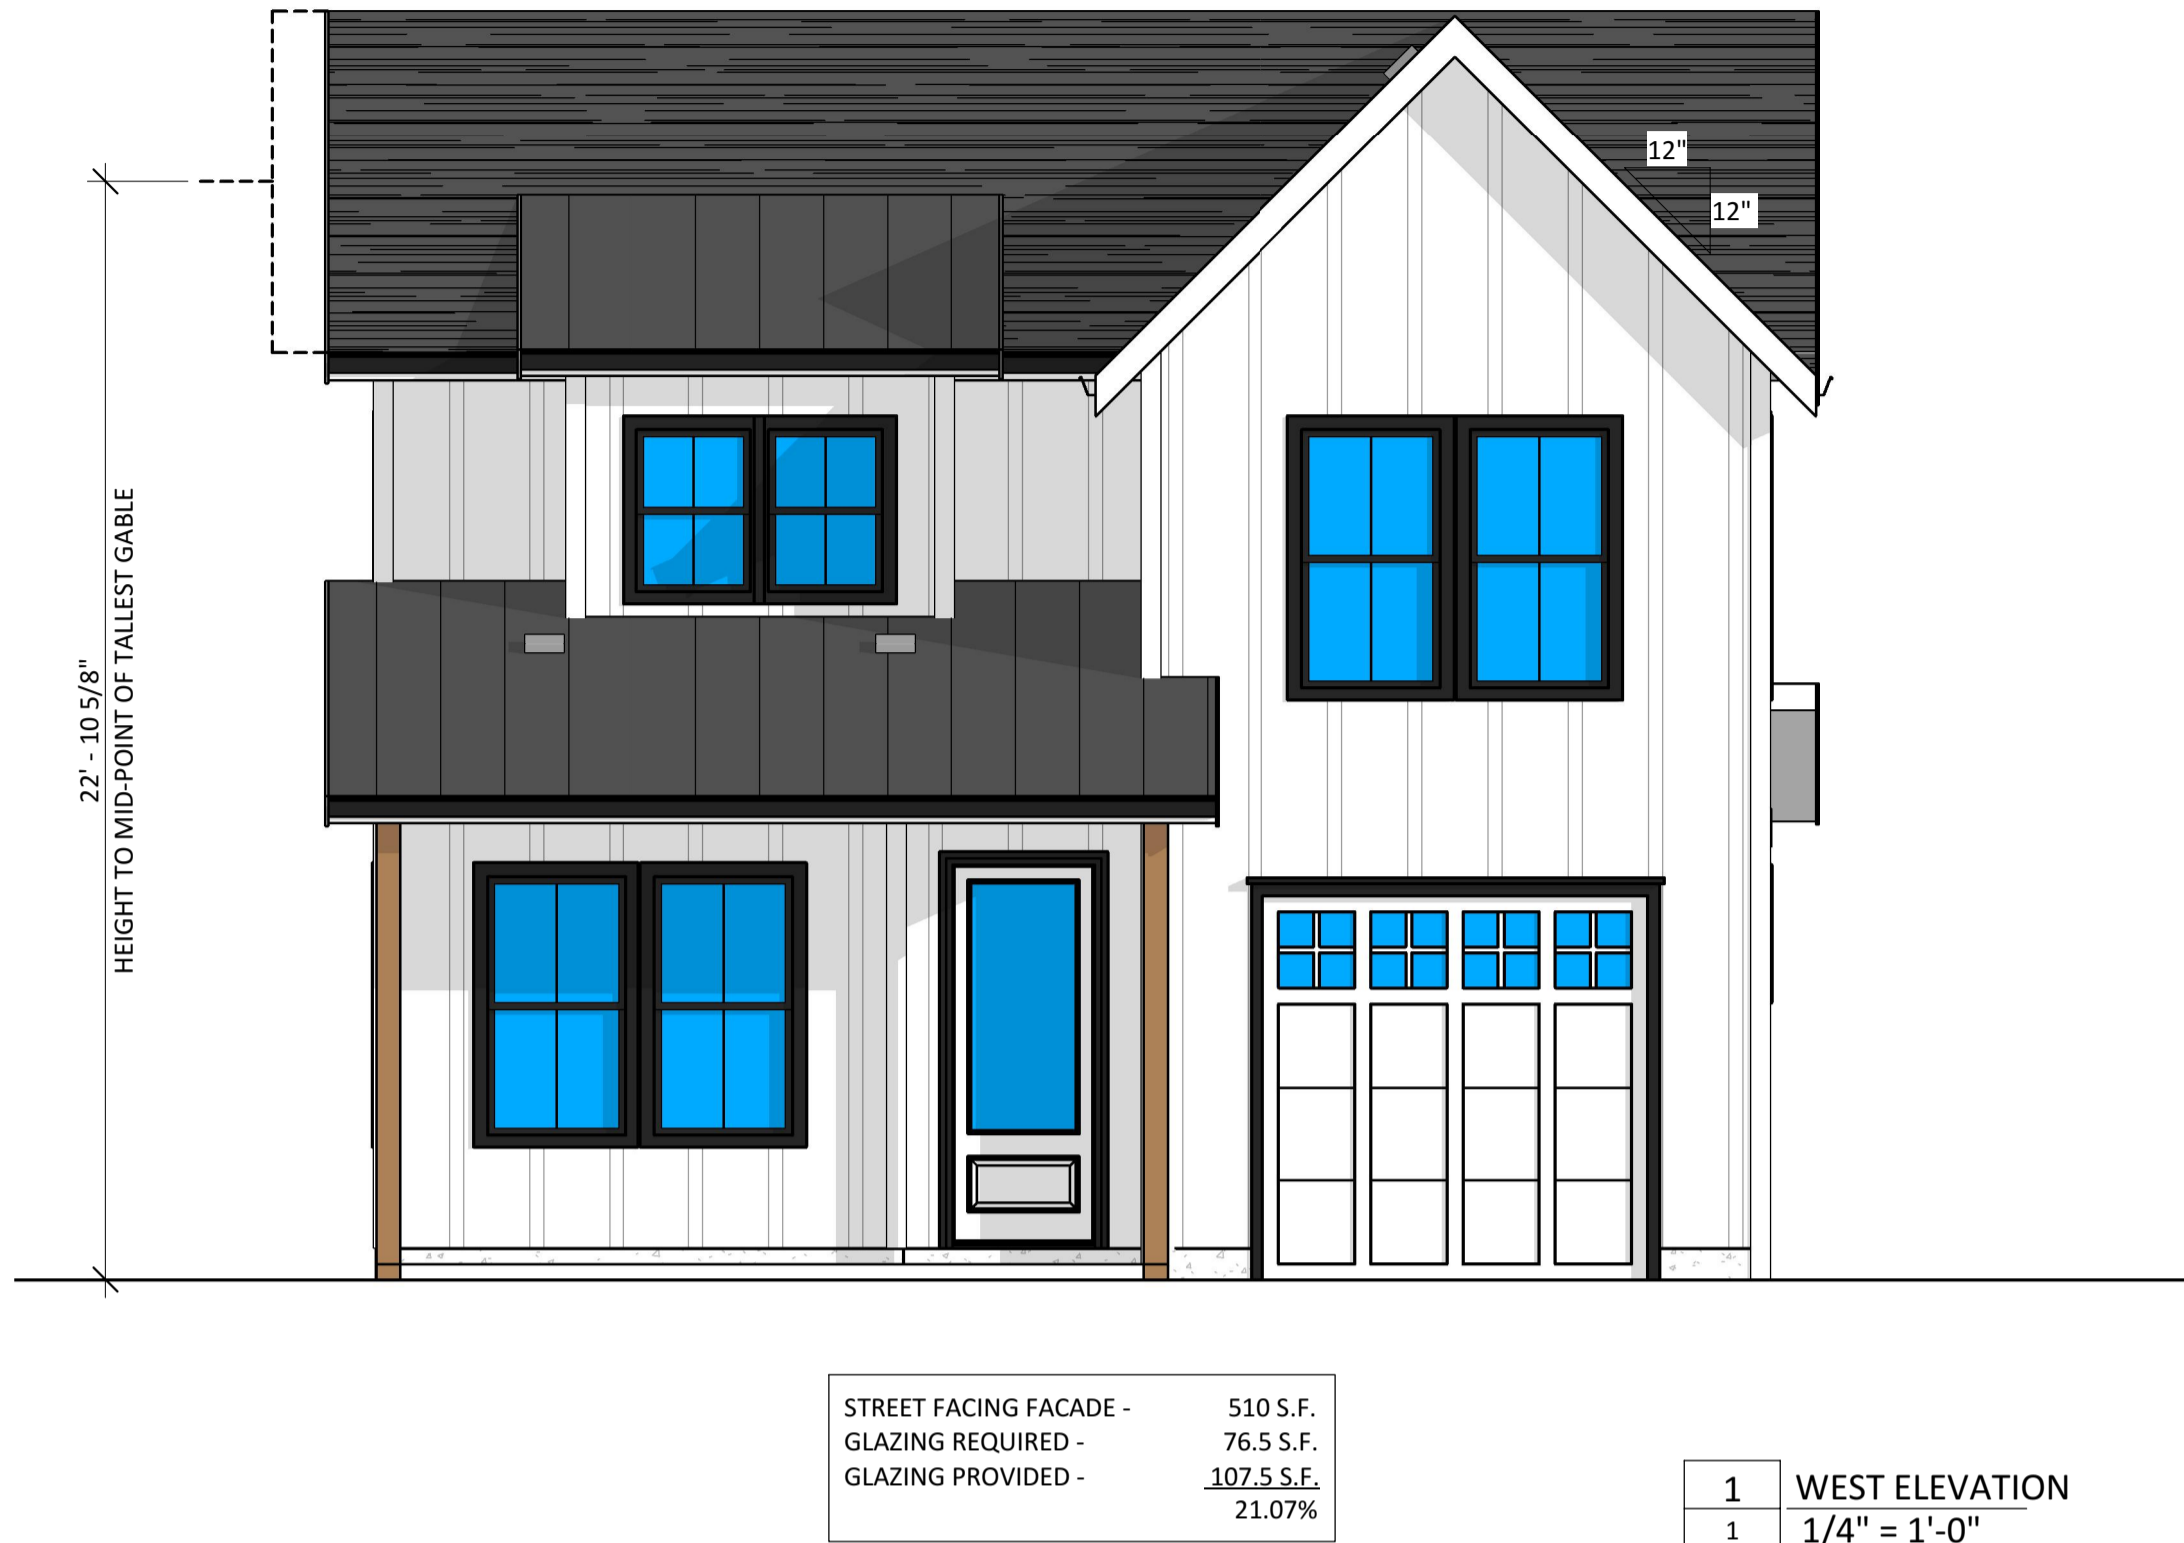 12"
12"
22' - 10 5/8"
HEIGHT TO MID-POINT OF TALLEST GABLE
STREET FACING FACADE - 510 S.F.
GLAZING REQUIRED - 76.5 S.F.
GLAZING PROVIDED - 107.5 S.F.
21.07%
1 WEST ELEVATION
1 1/4" = 1'-0"